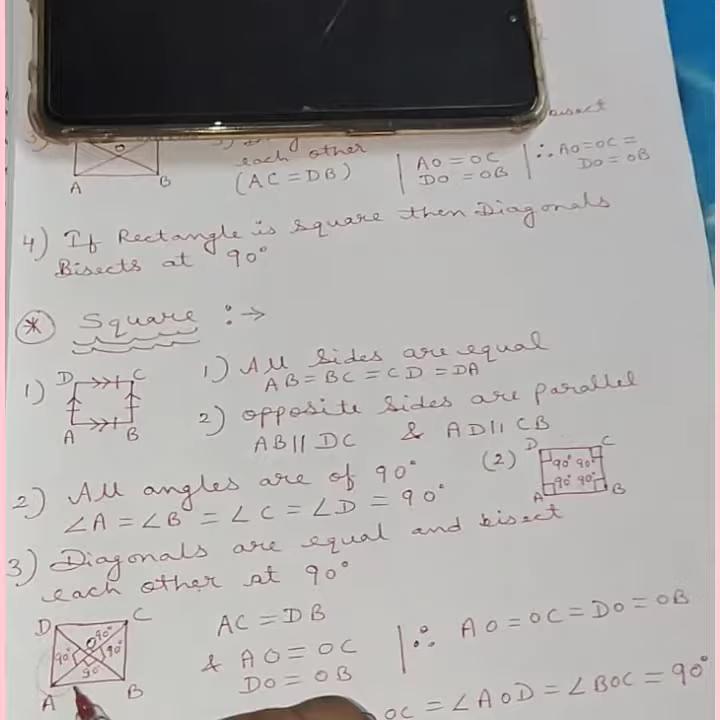 3)
each other
(AC = DB)
AO = OC
DO = OB
∴ AO = OC =
DO = OB
O
A B
4) If Rectangle is square then Diagonals
Bisects at 90°
* Square :→
1) D C
A B
1) All sides are equal
AB = BC = CD = DA
2) opposite sides are parallel
AB || DC & AD || CB
2) All angles are of 90°
∠A = ∠B = ∠C = ∠D = 90°
(2) D C
90° 90°
90° 90°
A B
3) Diagonals are equal and bisect
each other at 90°
D C
O 90°
90° 90°
90°
A B
AC = DB
& AO = OC
DO = OB
∴ AO = OC = DO = OB
OC = ∠AOD = ∠BOC = 90°